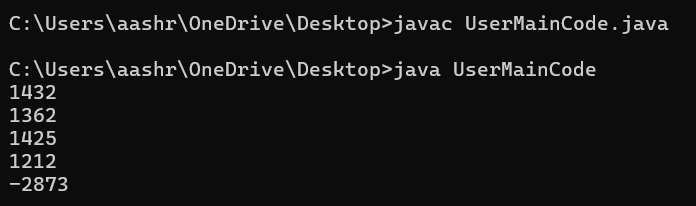 C:\Users\aashr\OneDrive\Desktop>javac UserMainCode.java
C:\Users\aashr\OneDrive\Desktop>java UserMainCode
1432
1362
1425
1212
-2873